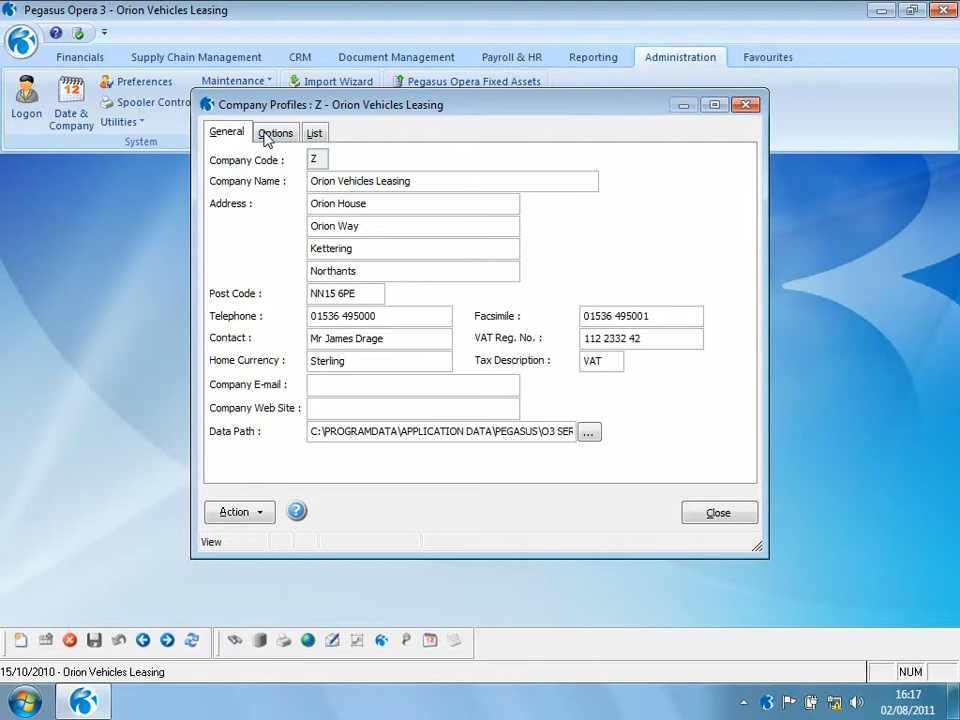 Pegasus Opera 3 - Orion Vehicles Leasing
Financials Supply Chain Management CRM Document Management Payroll & HR Reporting Administration Favourites
Logon
Date & Company
Preferences
Spooler Contro
Utilities
Maintenance
Import Wizard
Pegasus Opera Fixed Assets
System
Company Profiles : Z - Orion Vehicles Leasing
General Options List
Company Code : Z
Company Name : Orion Vehicles Leasing
Address : Orion House
Orion Way
Kettering
Northants
Post Code : NN15 6PE
Telephone : 01536 495000 Facsimile : 01536 495001
Contact : Mr James Drage VAT Reg. No. : 112 2332 42
Home Currency : Sterling Tax Description : VAT
Company E-mail :
Company Web Site :
Data Path : C:\PROGRAMDATA\APPLICATION DATA\PEGASUS\O3 SER ...
Action Close
View
15/10/2010 - Orion Vehicles Leasing NUM
16:17
02/08/2011